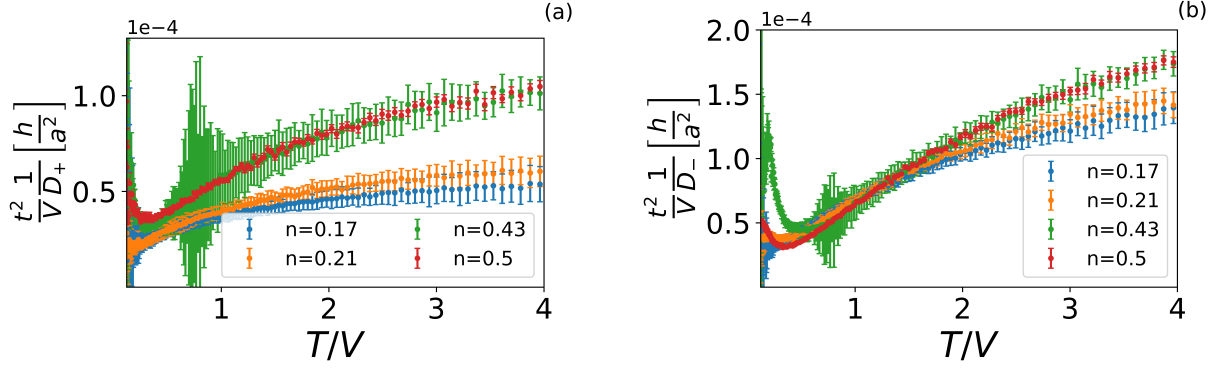 (a)
1e−4
t² / V 1 / D₊ [h / a²]
1.0
0.5
n=0.17
n=0.21
n=0.43
n=0.5
1 2 3 4
T/V
(b)
1e−4
t² / V 1 / D₋ [h / a²]
2.0
1.5
1.0
0.5
n=0.17
n=0.21
n=0.43
n=0.5
1 2 3 4
T/V